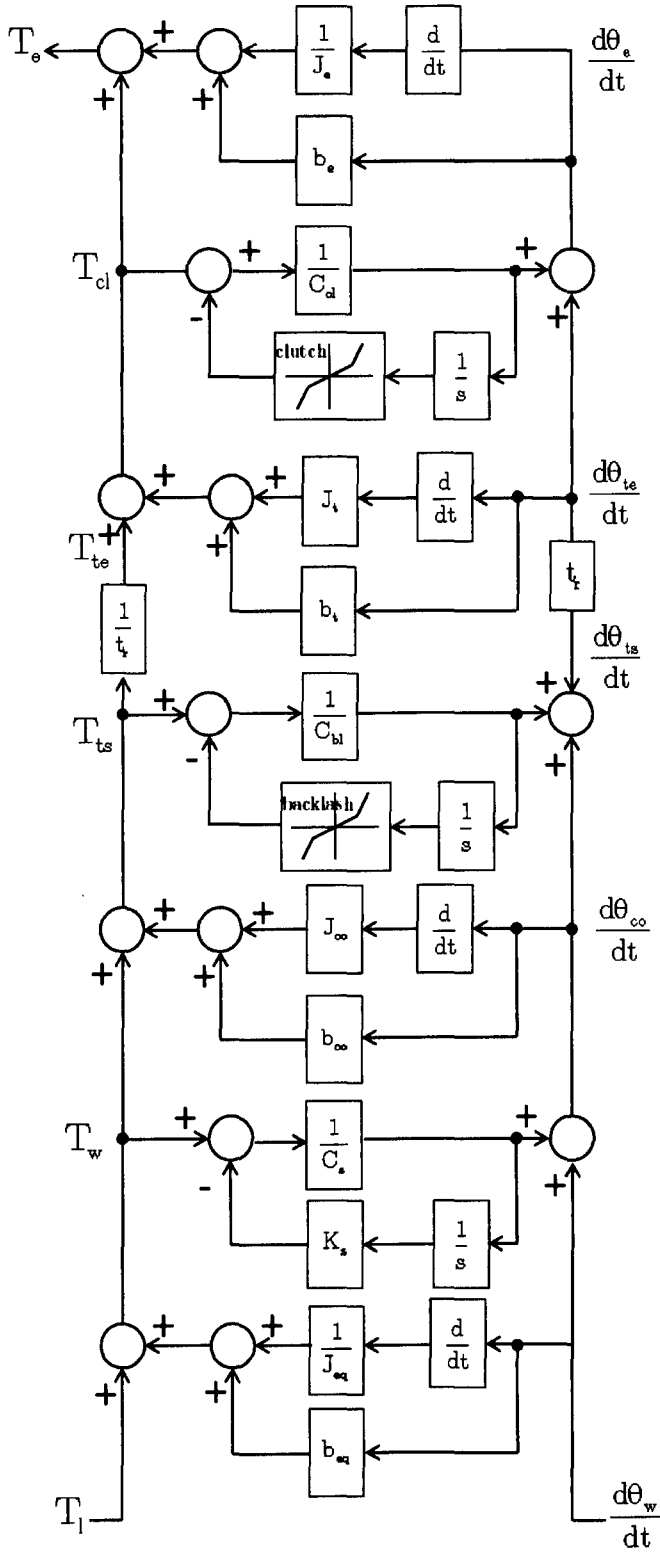 Tₑ + + 1/Jₑ d/dt dθₑ/dt
+ +
bₑ
T_cl + 1/C_cl + +
- clutch 1/s
+ + J_t d/dt dθ_te/dt
T_te + + b_t t_r
1/t_r dθ_ts/dt
T_ts + 1/C_bl + +
- backlash 1/s
+ + J_co d/dt dθ_co/dt
+ + b_co
T_w + 1/C_s + +
- K_s 1/s
+ + 1/J_eq d/dt
+ + b_eq
T_l dθ_w/dt